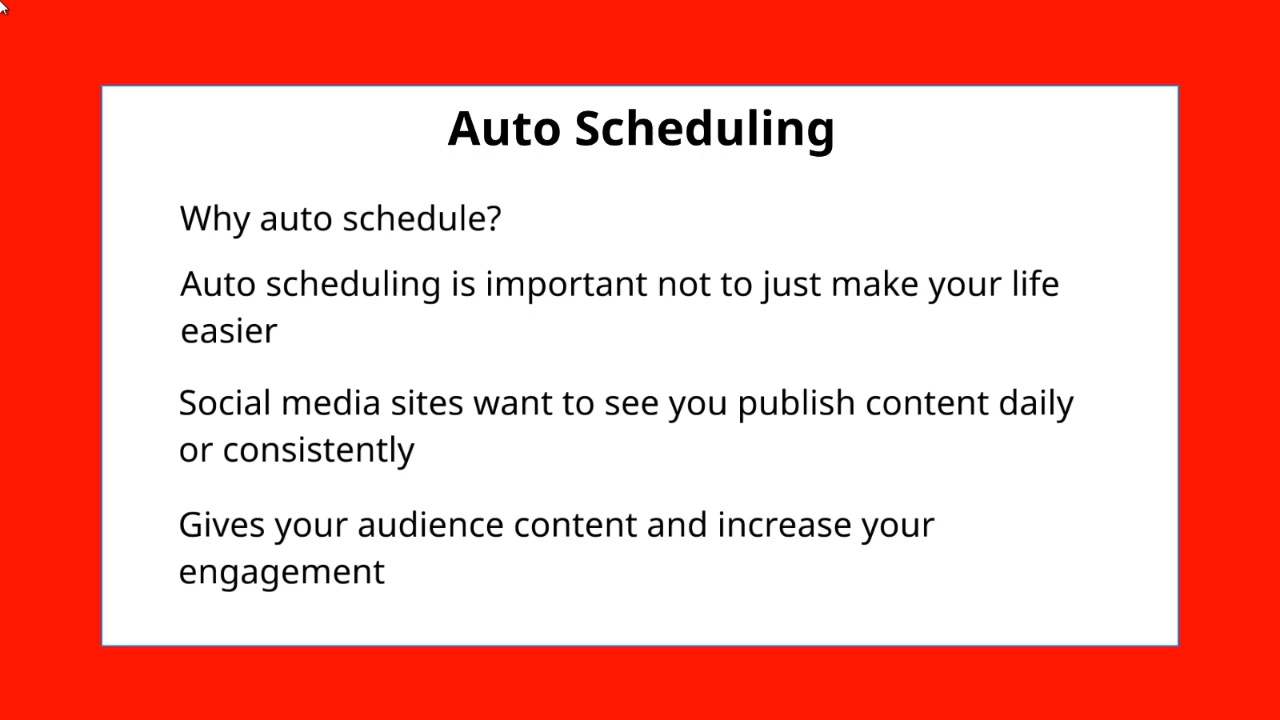 Auto Scheduling
Why auto schedule?
Auto scheduling is important not to just make your life
easier
Social media sites want to see you publish content daily
or consistently
Gives your audience content and increase your
engagement